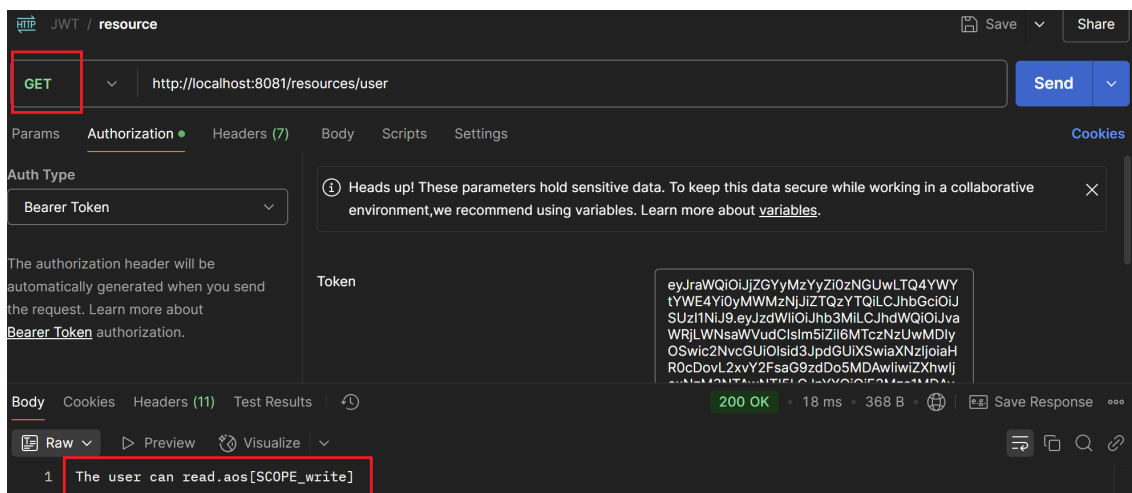 HTTP JWT / resource Save Share
GET http://localhost:8081/resources/user Send
Params Authorization Headers (7) Body Scripts Settings Cookies
Auth Type
Bearer Token
The authorization header will be
automatically generated when you send
the request. Learn more about
Bearer Token authorization.
Heads up! These parameters hold sensitive data. To keep this data secure while working in a collaborative
environment,we recommend using variables. Learn more about variables.
Token
eyJraWQiOiJjZGYyMzYyZi0zNGUwLTQ4YWY
tYWE4Yi0yMWMzNjJiZTQzYTQiLCJhbGciOiJ
SUzI1NiJ9.eyJzdWIiOiJhb3MiLCJhdWQiOiJva
WRjLWNsaWVudCIsIm5iZiI6MTczNzUwMDIy
OSwic2NvcGUiOlsid3JpdGUiXSwiaXNzIjoiaH
R0cDovL2xvY2FsaG9zdDo5MDAwIiwiZXhwIj
Body Cookies Headers (11) Test Results 200 OK 18 ms 368 B e.g. Save Response
Raw Preview Visualize
1 The user can read.aos[SCOPE_write]